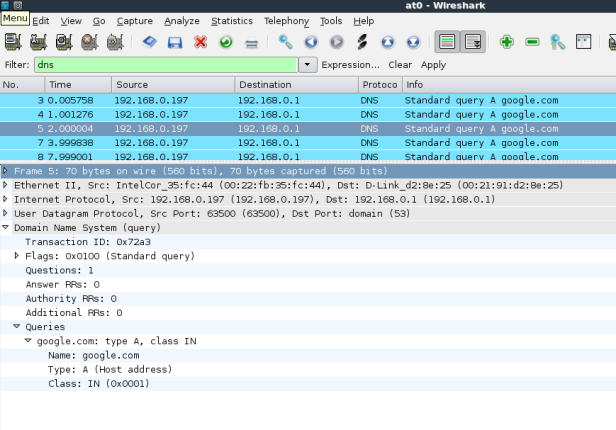 at0 - Wireshark
Menu Edit View Go Capture Analyze Statistics Telephony Tools Help
Filter: dns Expression... Clear Apply
No. Time Source Destination Protoco Info
3 0.005758 192.168.0.197 192.168.0.1 DNS Standard query A google.com
4 1.001276 192.168.0.197 192.168.0.1 DNS Standard query A google.com
5 2.000004 192.168.0.197 192.168.0.1 DNS Standard query A google.com
7 3.999838 192.168.0.197 192.168.0.1 DNS Standard query A google.com
8 7.999001 192.168.0.197 192.168.0.1 DNS Standard query A google.com
Frame 5: 70 bytes on wire (560 bits), 70 bytes captured (560 bits)
Ethernet II, Src: IntelCor_35:fc:44 (00:22:fb:35:fc:44), Dst: D-Link_d2:8e:25 (00:21:91:d2:8e:25)
Internet Protocol, Src: 192.168.0.197 (192.168.0.197), Dst: 192.168.0.1 (192.168.0.1)
User Datagram Protocol, Src Port: 63500 (63500), Dst Port: domain (53)
Domain Name System (query)
Transaction ID: 0x72a3
Flags: 0x0100 (Standard query)
Questions: 1
Answer RRs: 0
Authority RRs: 0
Additional RRs: 0
Queries
google.com: type A, class IN
Name: google.com
Type: A (Host address)
Class: IN (0x0001)